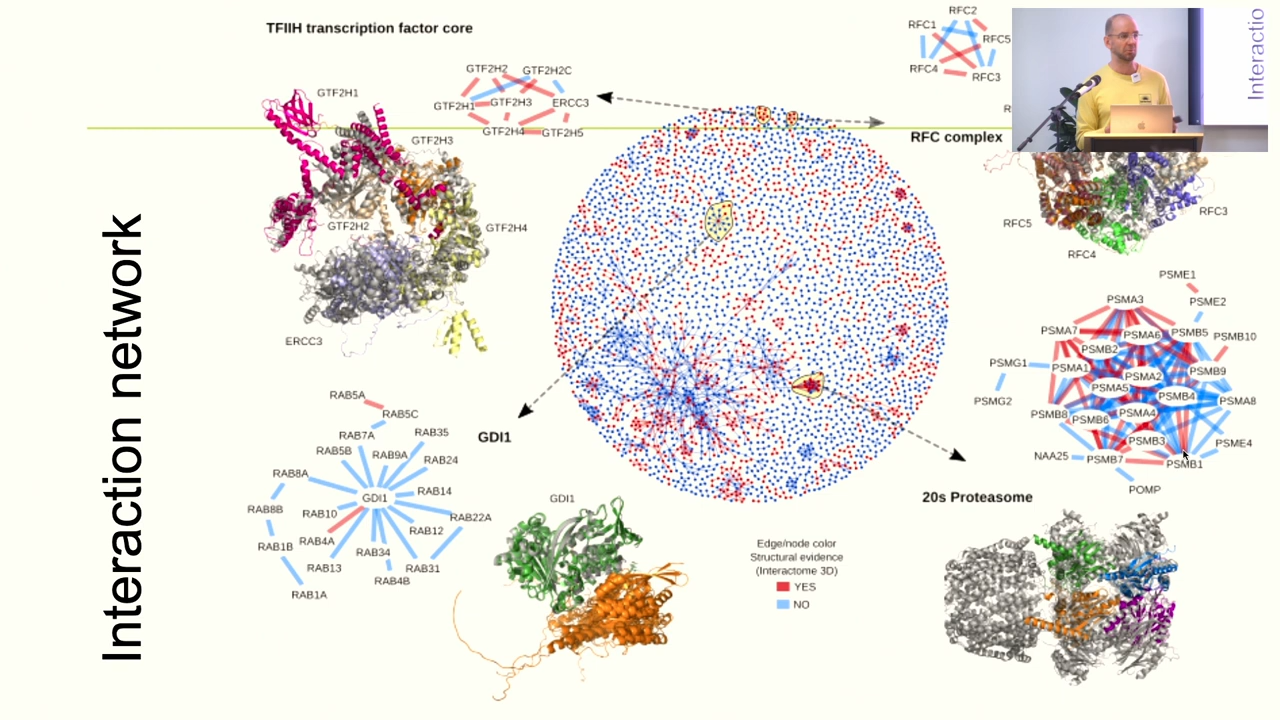 Interaction network
TFIIH transcription factor core
GTF2H1
GTF2H3
GTF2H2
GTF2H4
ERCC3
GTF2H2
GTF2H2C
GTF2H1
GTF2H3
ERCC3
GTF2H4
GTF2H5
RFC2
RFC1
RFC5
RFC4
RFC3
R
Interactio
RFC complex
RFC5
RFC3
RFC4
PSME1
PSMA3
PSME2
PSMA7
PSMA6
PSMB5
PSMB10
PSMB2
PSMG1
PSMA1
PSMA2
PSMB9
PSMA5
PSMB4
PSMG2
PSMA8
PSMB8
PSMB6
PSMA4
PSMB3
PSME4
NAA25
PSMB7
PSMB1
POMP
20s Proteasome
GDI1
RAB5A
RAB5C
RAB7A
RAB35
RAB5B
RAB9A
RAB24
RAB8A
GDI1
RAB14
RAB8B
RAB10
RAB22A
RAB12
RAB4A
RAB1B
RAB34
RAB13
RAB31
RAB4B
RAB1A
GDI1
Edge/node color
Structural evidence
(Interactome 3D)
YES
NO